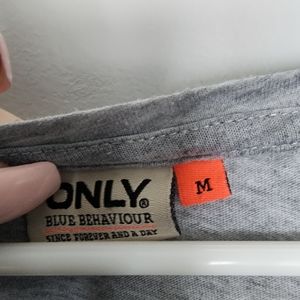 ONLY®
M
BLUE BEHAVIOUR
SINCE FOREVER AND A DAY